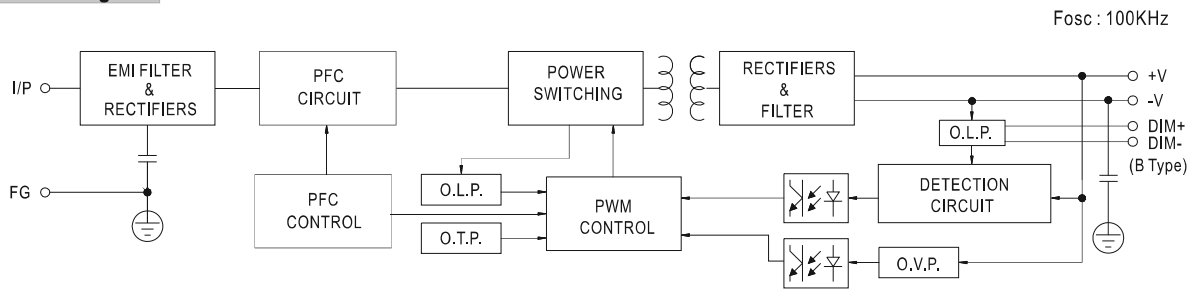 Fosc : 100KHz
I/P
EMI FILTER
&
RECTIFIERS
PFC
CIRCUIT
POWER
SWITCHING
RECTIFIERS
&
FILTER
+V
-V
DIM+
DIM-
(B Type)
O.L.P.
FG
PFC
CONTROL
O.L.P.
O.T.P.
PWM
CONTROL
DETECTION
CIRCUIT
O.V.P.